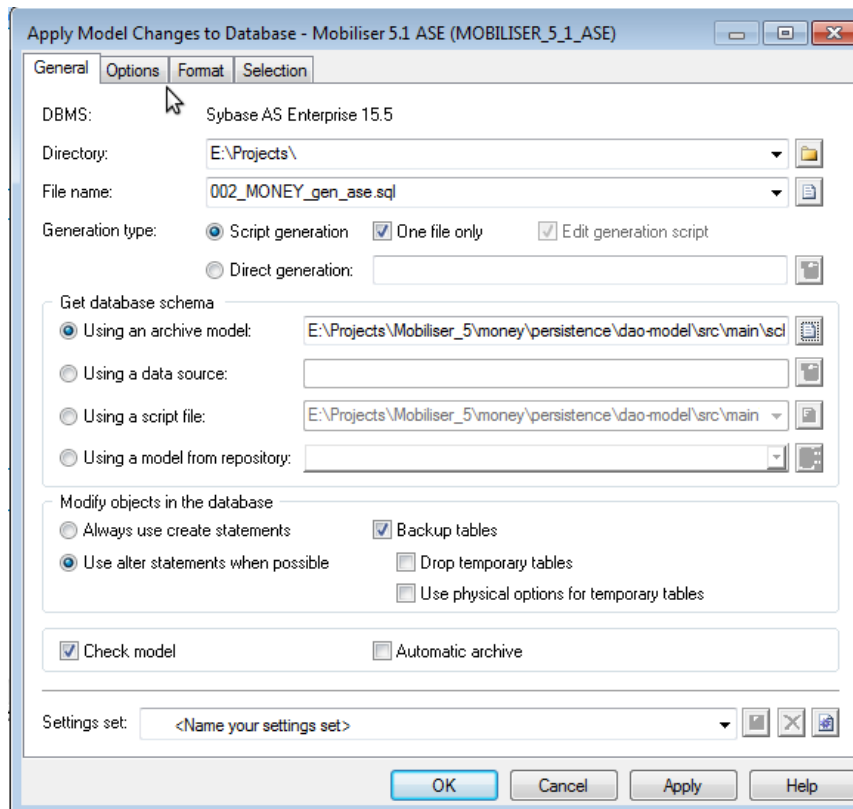 Apply Model Changes to Database - Mobiliser 5.1 ASE (MOBILISER_5_1_ASE)
General Options Format Selection
DBMS: Sybase AS Enterprise 15.5
Directory: E:\Projects\
File name: 002_MONEY_gen_ase.sql
Generation type: Script generation One file only Edit generation script
Direct generation:
Get database schema
Using an archive model: E:\Projects\Mobiliser_5\money\persistence\dao-model\src\main\scl
Using a data source:
Using a script file: E:\Projects\Mobiliser_5\money\persistence\dao-model\src\main
Using a model from repository:
Modify objects in the database
Always use create statements Backup tables
Use alter statements when possible Drop temporary tables
Use physical options for temporary tables
Check model Automatic archive
Settings set: <Name your settings set>
OK Cancel Apply Help